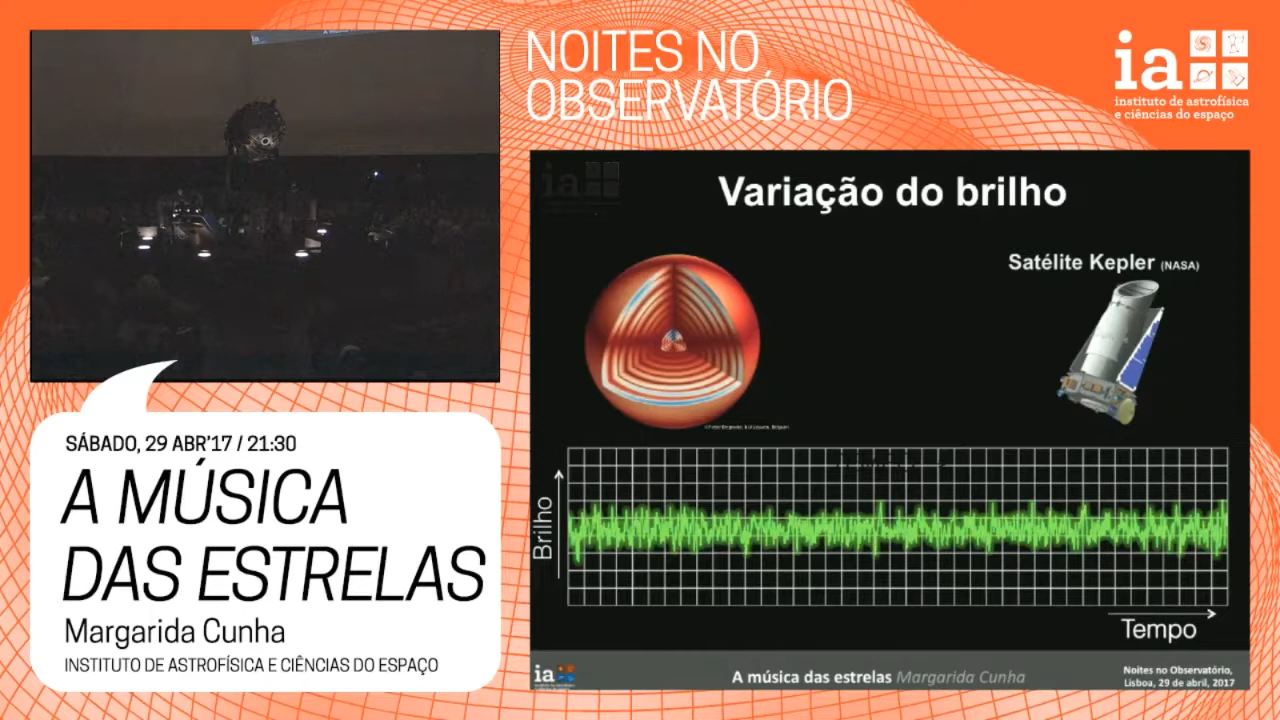 NOITES NO
OBSERVATÓRIO
ia
instituto de astrofísica
e ciências do espaço
Variação do brilho
Satélite Kepler (NASA)
Brilho
Tempo
SÁBADO, 29 ABR'17 / 21:30
A MÚSICA
DAS ESTRELAS
Margarida Cunha
INSTITUTO DE ASTROFÍSICA E CIÊNCIAS DO ESPAÇO
ia
A música das estrelas Margarida Cunha
Noites no Observatório,
Lisboa, 29 de abril, 2017